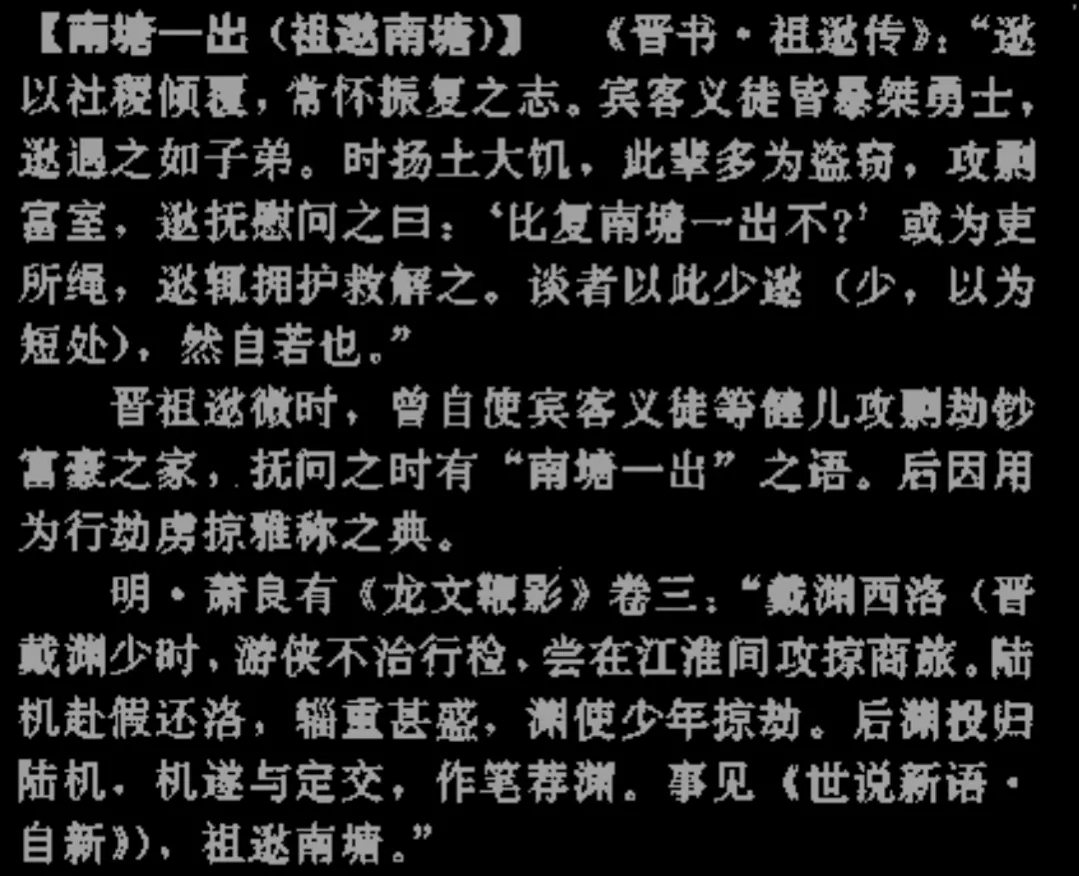 【南塘一出（祖逖南塘）】 《晋书·祖逖传》：“逖
以社稷倾覆，常怀振复之志。宾客义徒皆暴桀勇士，
逖遇之如子弟。时扬土大饥，此辈多为盗窃，攻剽
富室，逖抚慰问之曰：‘比复南塘一出不？’或为吏
所绳，逖辄拥护救解之。谈者以此少逖（少，以为
短处），然自若也。”
晋祖逖微时，曾自使宾客义徒等健儿攻剽劫钞
富豪之家，抚问之时有“南塘一出”之语。后因用
为行劫虏掠雅称之典。
明·萧良有《龙文鞭影》卷三：“戴渊西洛（晋
戴渊少时，游侠不治行检，尝在江淮间攻掠商旅。陆
机赴假还洛，辎重甚盛，渊使少年掠劫。后渊投归
陆机，机遂与定交，作笔荐渊。事见《世说新语·
自新》），祖逖南塘。”